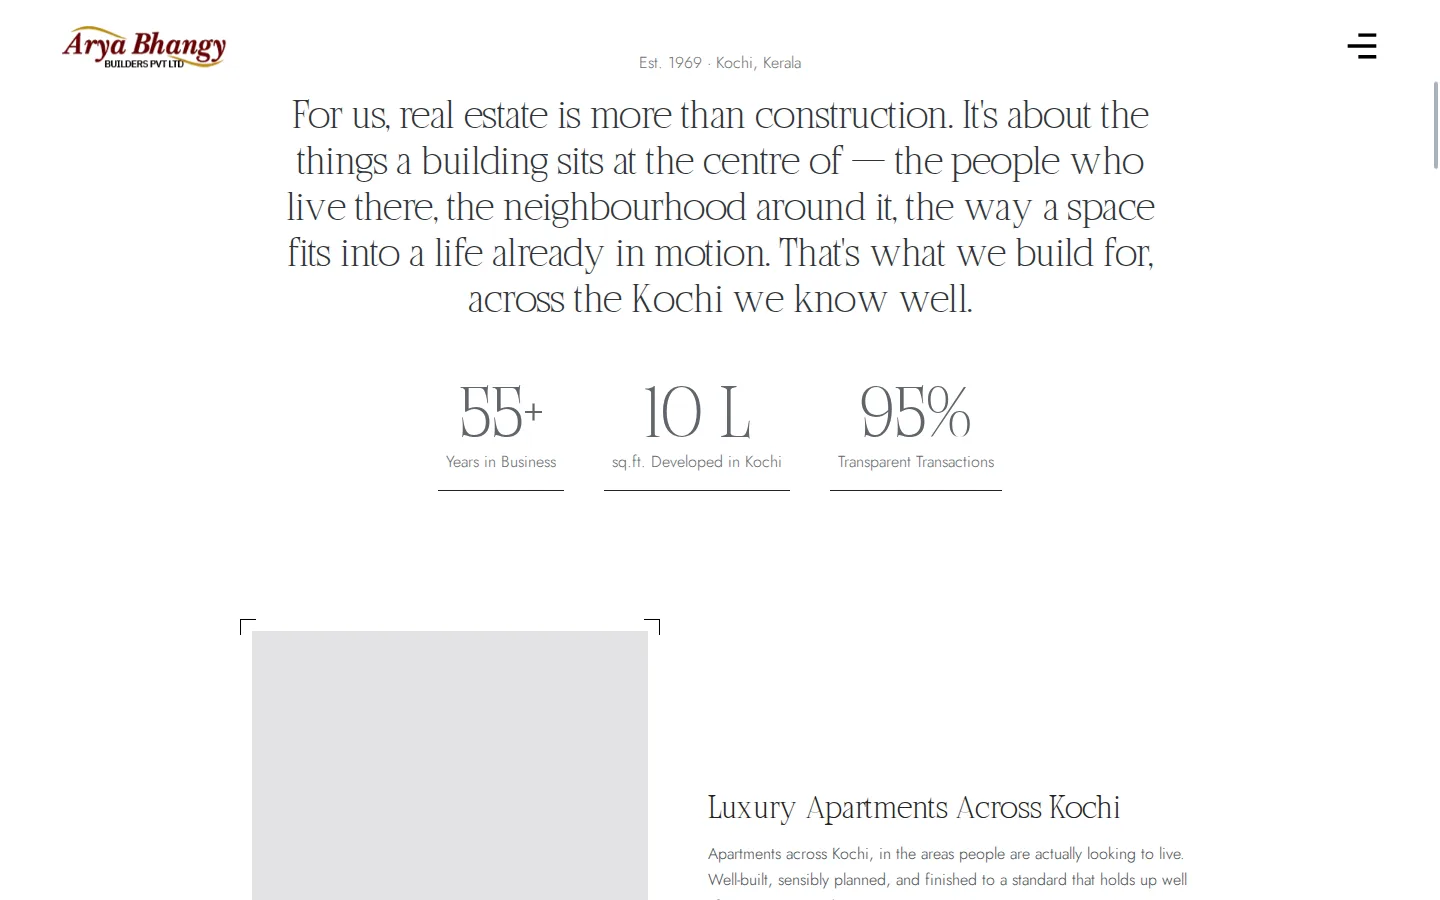 Arya Bhangy
BUILDERS PVT LTD
Est. 1969 · Kochi, Kerala
For us, real estate is more than construction. It's about the
things a building sits at the centre of — the people who
live there, the neighbourhood around it, the way a space
fits into a life already in motion. That's what we build for,
across the Kochi we know well.
55+
Years in Business
10 L
sq.ft. Developed in Kochi
95%
Transparent Transactions
Luxury Apartments Across Kochi
Apartments across Kochi, in the areas people are actually looking to live.
Well-built, sensibly planned, and finished to a standard that holds up well